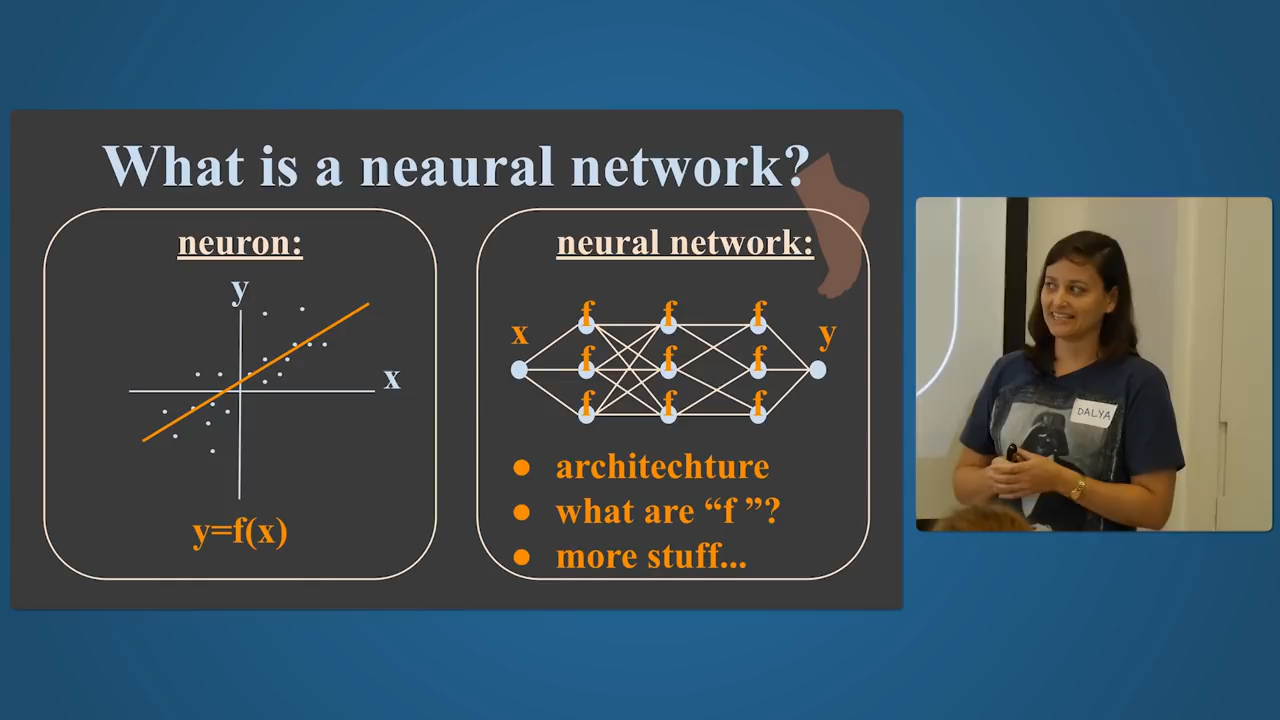 What is a neaural network?
neuron:
y
x
y=f(x)
neural network:
f f f
x y
f f f
f f f
● architechture
● what are “f ”?
● more stuff...
DALYA